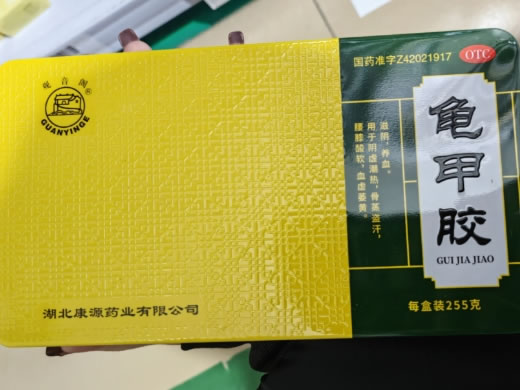 观音阁®
GUANYINGE
湖北康源药业有限公司
国药准字Z42021917
OTC
滋阴，养血。
用于阴虚潮热，骨蒸盗汗，
腰膝酸软，血虚萎黄。
龟甲胶
GUI JIA JIAO
每盒装255克